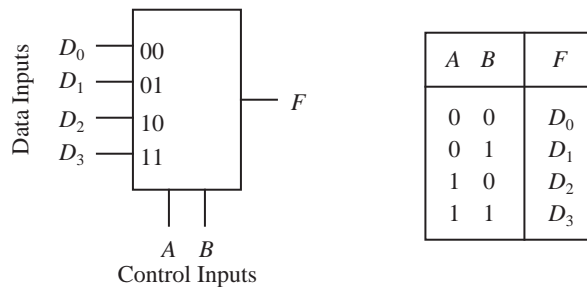 Data Inputs
D₀ 00
D₁ 01
D₂ 10
D₃ 11
F
A B
Control Inputs
A B F
0 0 D₀
0 1 D₁
1 0 D₂
1 1 D₃